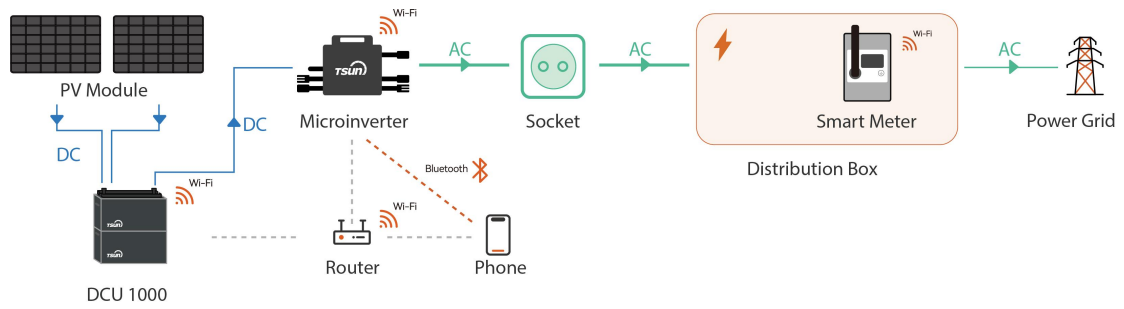 PV Module
DC
DC
TSUN
TSUN
Wi-Fi
DCU 1000
Wi-Fi
TSUN
Microinverter
Bluetooth
Wi-Fi
Router
Phone
AC
Socket
AC
Wi-Fi
Smart Meter
Distribution Box
AC
Power Grid